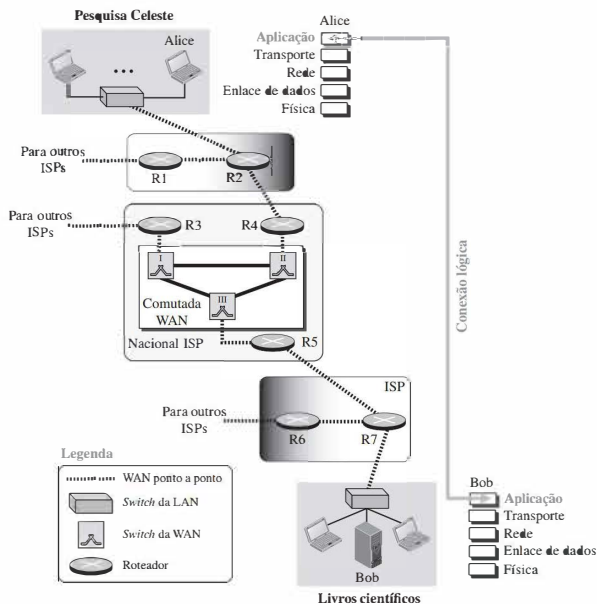 Pesquisa Celeste
Alice
Alice
Aplicação
Transporte
Rede
Enlace de dados
Física
Para outros
ISPs
R1
R2
Para outros
ISPs
R3
R4
I
II
III
Comutada
WAN
Nacional ISP
R5
Conexão lógica
ISP
Para outros
ISPs
R6
R7
Legenda
WAN ponto a ponto
Switch da LAN
Switch da WAN
Roteador
Bob
Livros científicos
Bob
Aplicação
Transporte
Rede
Enlace de dados
Física